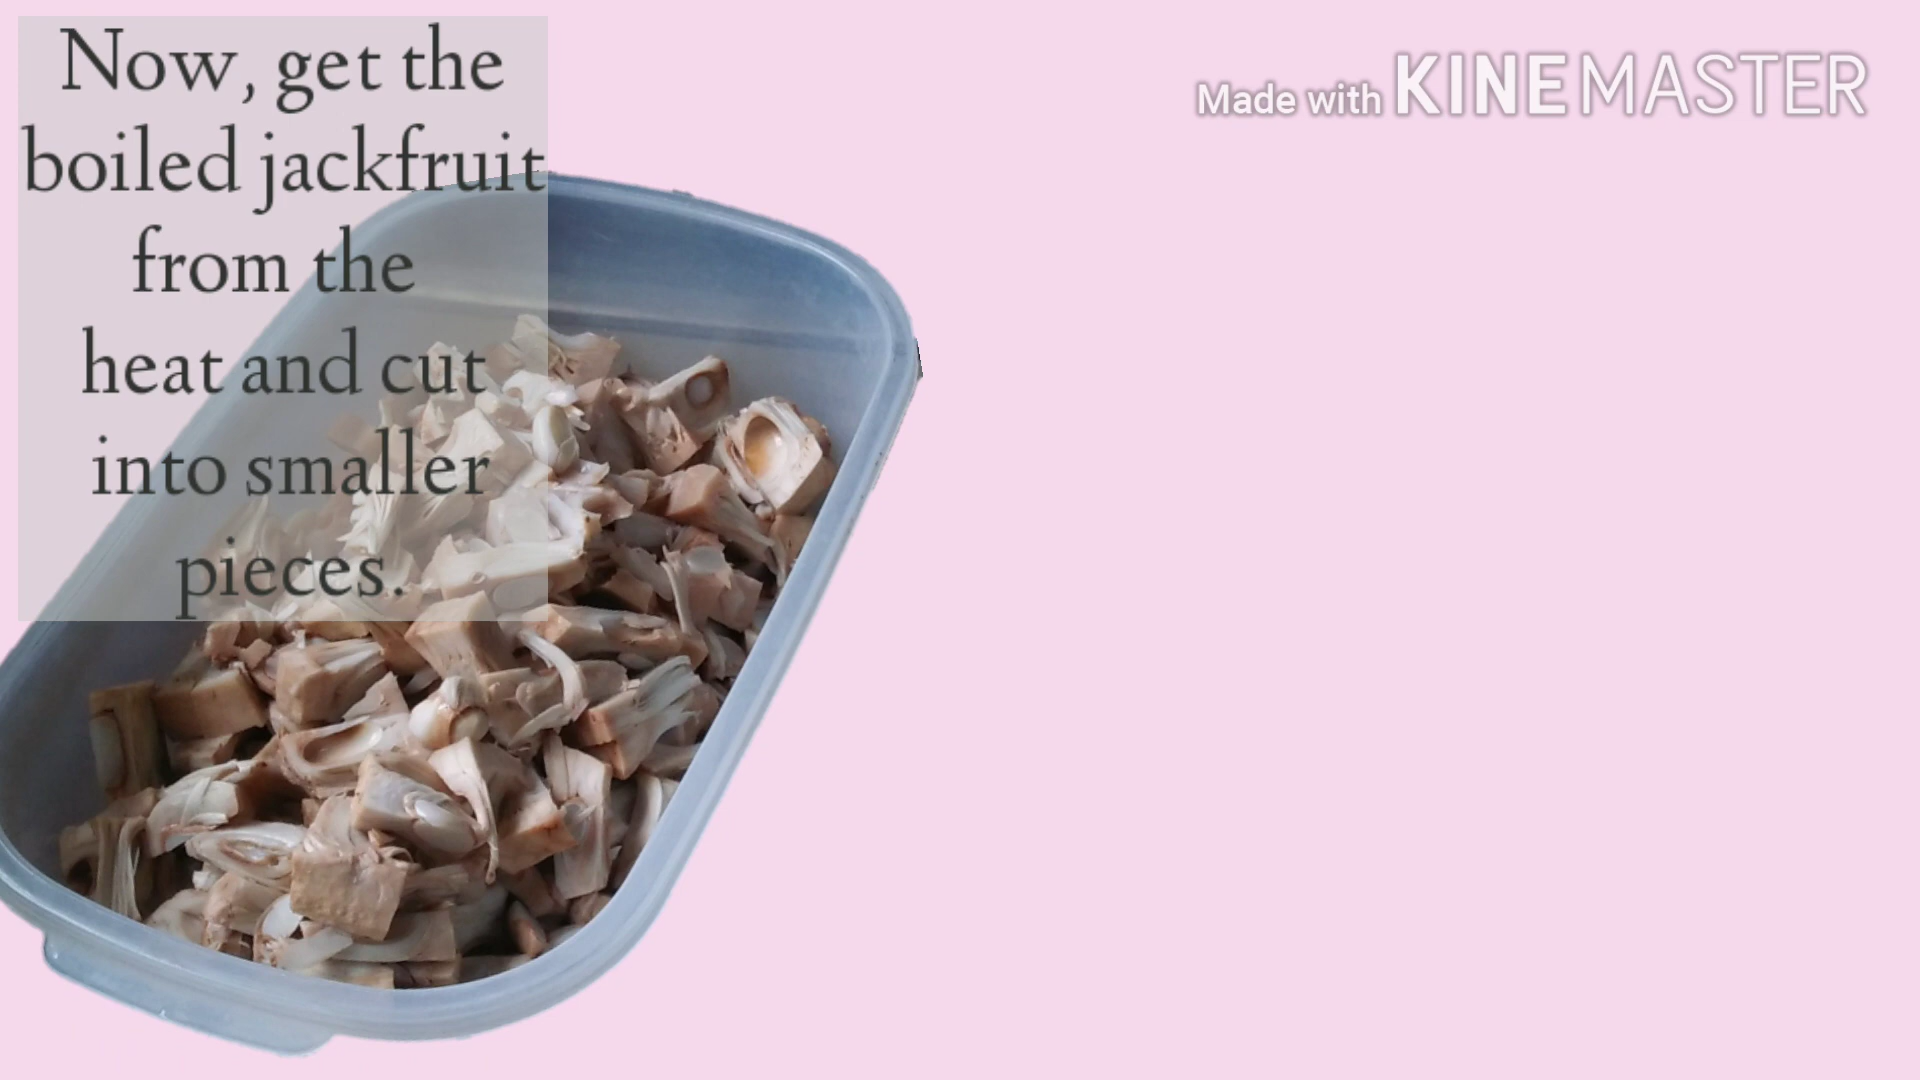 Now, get the
boiled jackfruit
from the
heat and cut
into smaller
pieces.
Made with KINEMASTER